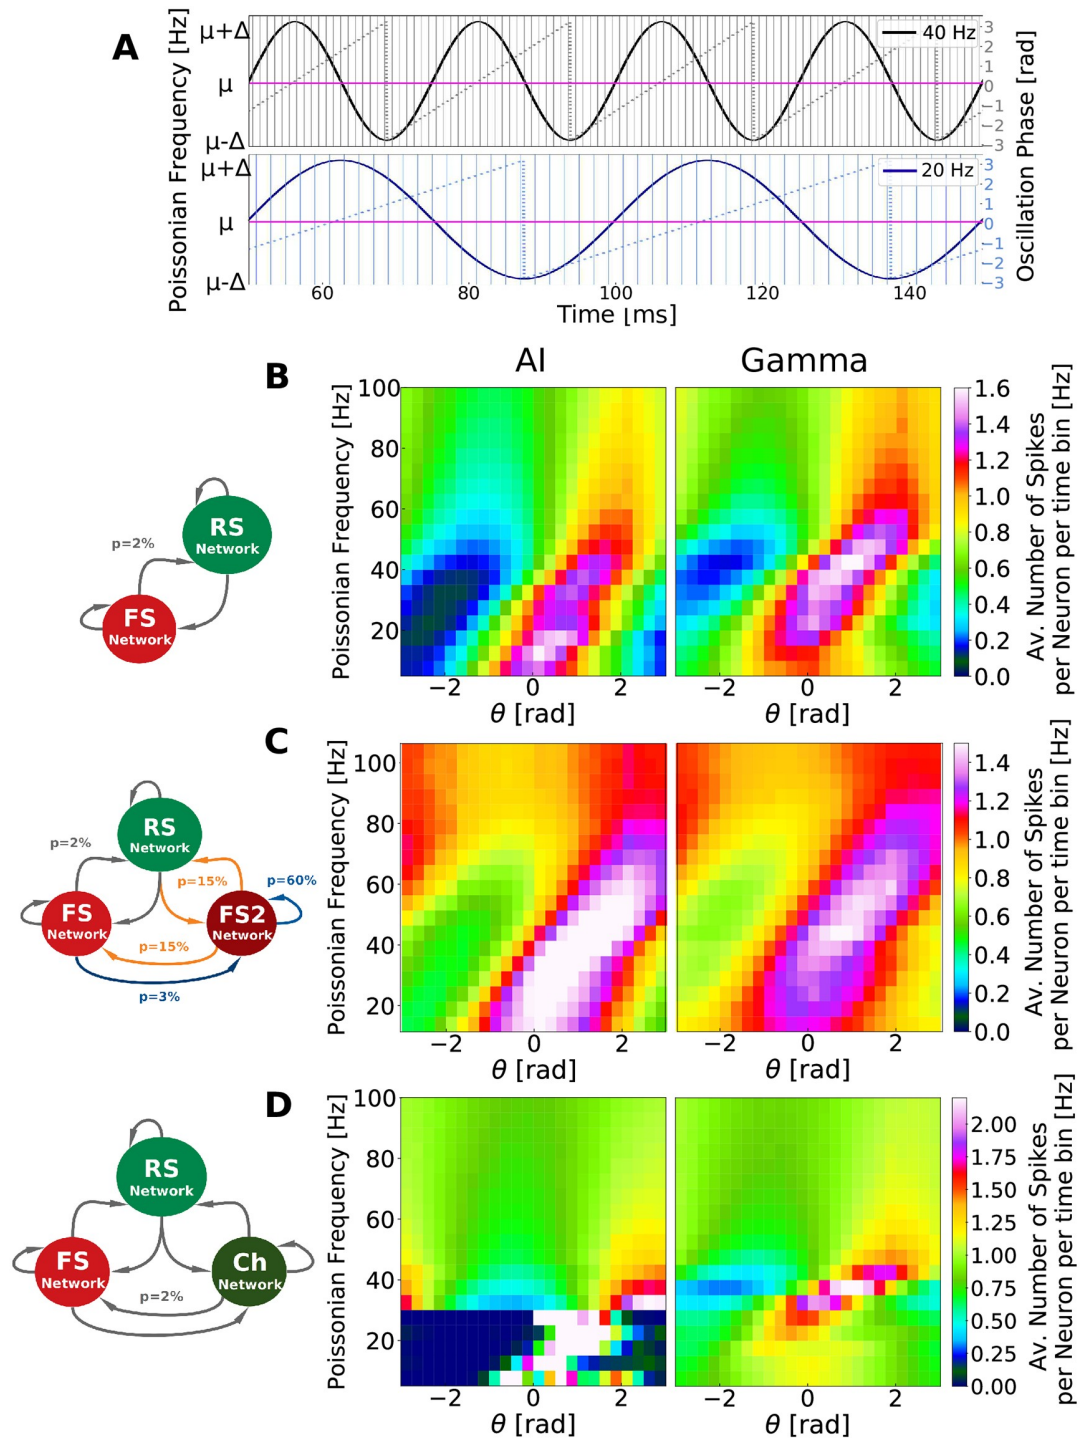 A
Poissonian Frequency [Hz]
μ+Δ
μ
μ-Δ
40 Hz
3
2
1
0
−1
−2
−3
Oscillation Phase [rad]
μ+Δ
μ
μ-Δ
20 Hz
3
2
1
0
−1
−2
−3
60 80 100 120 140
Time [ms]
B
AI
Gamma
RS
Network
p=2%
FS
Network
Poissonian Frequency [Hz]
100
80
60
40
20
−2 0 2
θ [rad]
−2 0 2
θ [rad]
1.6
1.4
1.2
1.0
0.8
0.6
0.4
0.2
0.0
Av. Number of Spikes
per Neuron per time bin [Hz]
C
RS
Network
p=2%
p=15%
p=60%
FS
Network
FS2
Network
p=15%
p=3%
Poissonian Frequency [Hz]
100
80
60
40
20
−2 0 2
θ [rad]
−2 0 2
θ [rad]
1.4
1.2
1.0
0.8
0.6
0.4
0.2
0.0
Av. Number of Spikes
per Neuron per time bin [Hz]
D
RS
Network
FS
Network
Ch
Network
p=2%
Poissonian Frequency [Hz]
100
80
60
40
20
−2 0 2
θ [rad]
−2 0 2
θ [rad]
2.00
1.75
1.50
1.25
1.00
0.75
0.50
0.25
0.00
Av. Number of Spikes
per Neuron per time bin [Hz]